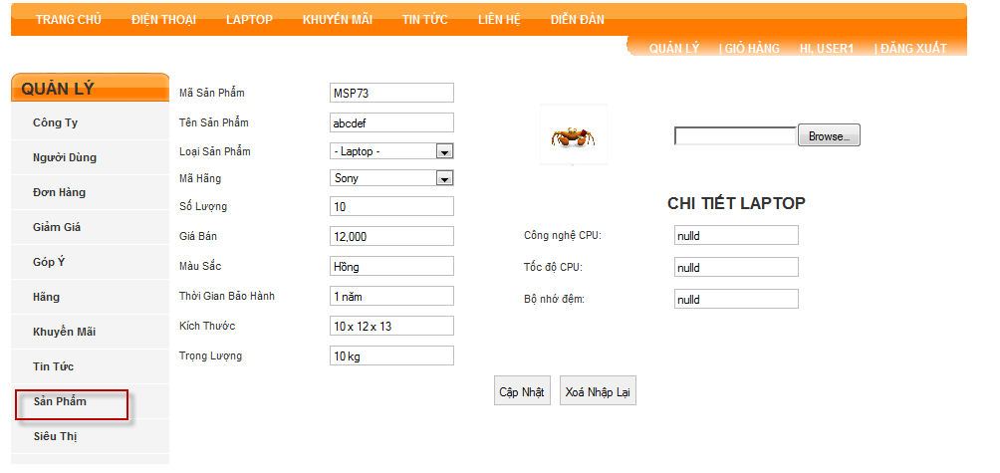 TRANG CHỦ ĐIỆN THOẠI LAPTOP KHUYẾN MÃI TIN TỨC LIÊN HỆ DIỄN ĐÀN
QUẢN LÝ | GIỎ HÀNG HI, USER1 | ĐĂNG XUẤT
QUẢN LÝ
Công Ty
Người Dùng
Đơn Hàng
Giảm Giá
Góp Ý
Hãng
Khuyến Mãi
Tin Tức
Sản Phẩm
Siêu Thị
Mã Sản Phẩm MSP73
Tên Sản Phẩm abcdef
Loại Sản Phẩm - Laptop -
Mã Hãng Sony
Số Lượng 10
Giá Bán 12,000
Màu Sắc Hồng
Thời Gian Bảo Hành 1 năm
Kích Thước 10 x 12 x 13
Trọng Lượng 10 kg
Browse...
CHI TIẾT LAPTOP
Công nghệ CPU: nulld
Tốc độ CPU: nulld
Bộ nhớ đệm: nulld
Cập Nhật Xoá Nhập Lại